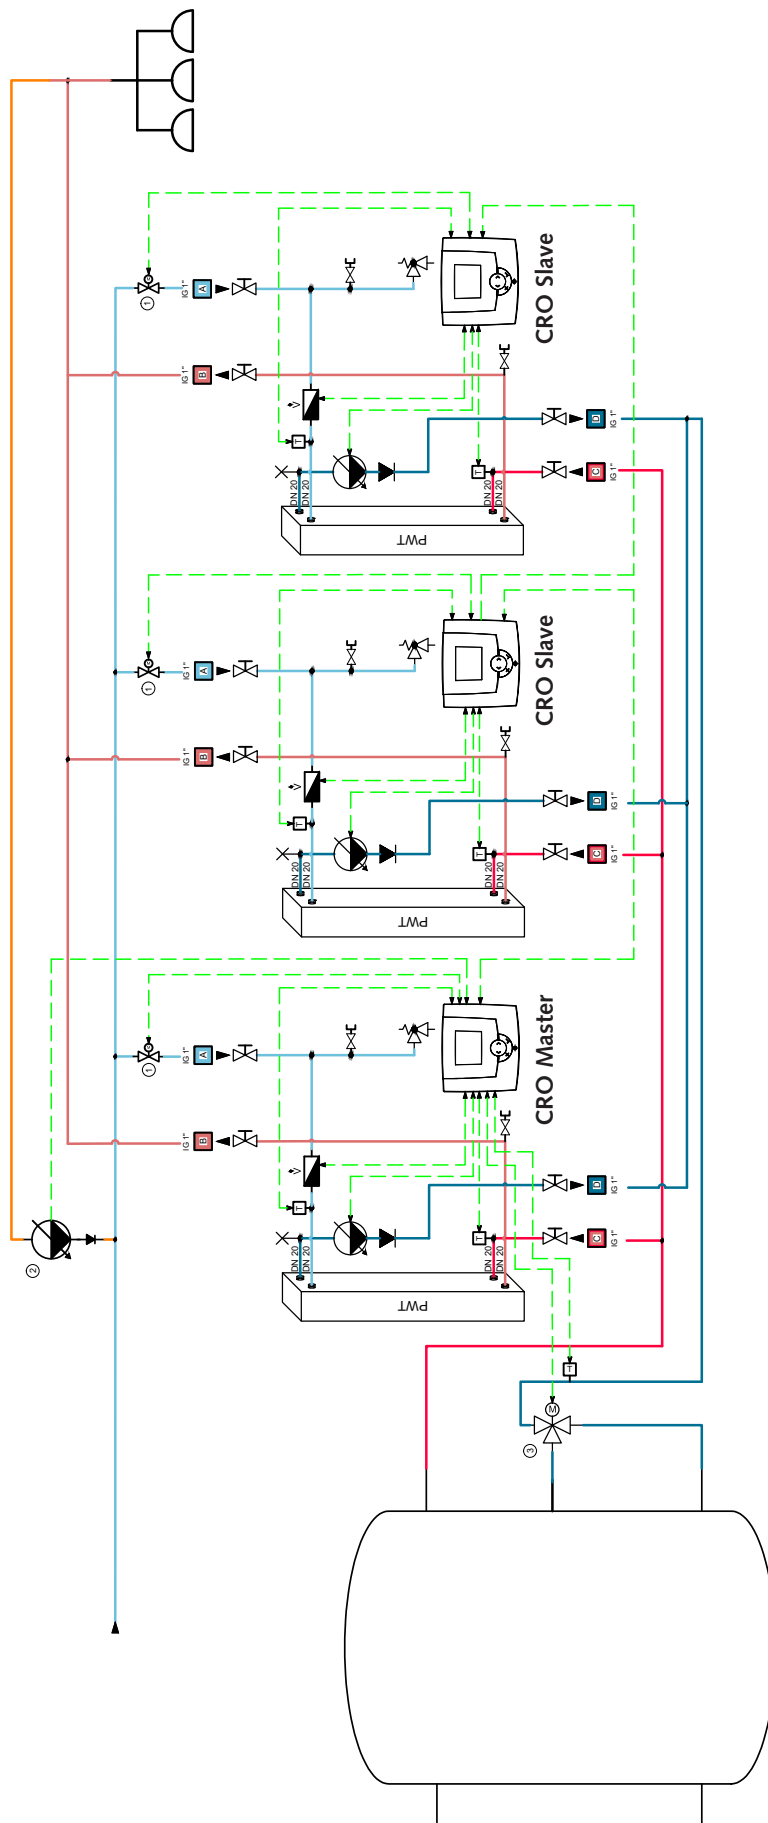 2
1
IG 1"
A
IG 1"
B
V
T
DN 20
DN 20
PWT
T
DN 20
DN 20
CRO Master
IG 1"
D
IG 1"
C
T
M
3
1
IG 1"
A
IG 1"
B
V
T
DN 20
DN 20
PWT
T
DN 20
DN 20
CRO Slave
IG 1"
D
IG 1"
C
1
IG 1"
A
IG 1"
B
V
T
DN 20
DN 20
PWT
T
DN 20
DN 20
CRO Slave
IG 1"
D
IG 1"
C